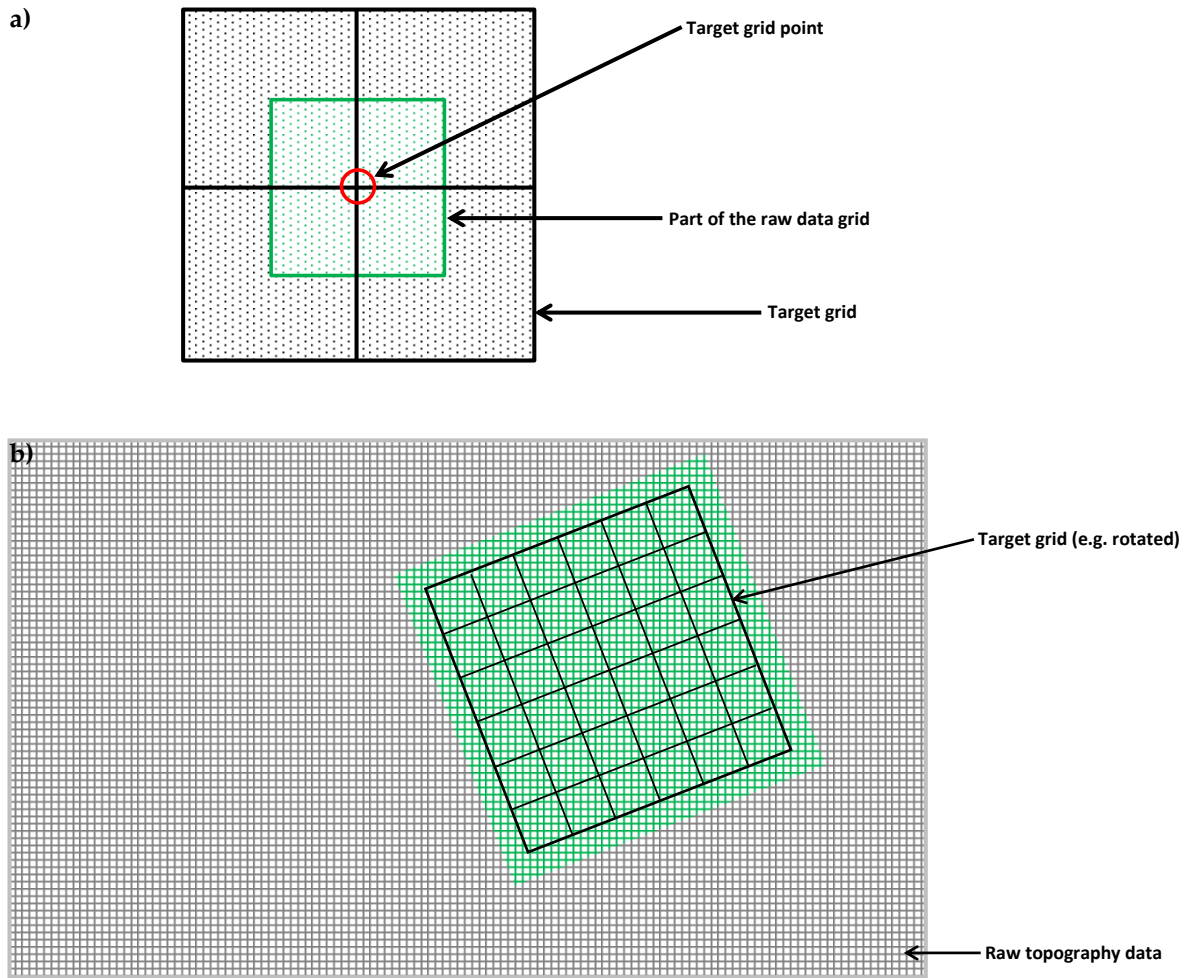 a)
Target grid point
Part of the raw data grid
Target grid
b)
Target grid (e.g. rotated)
Raw topography data